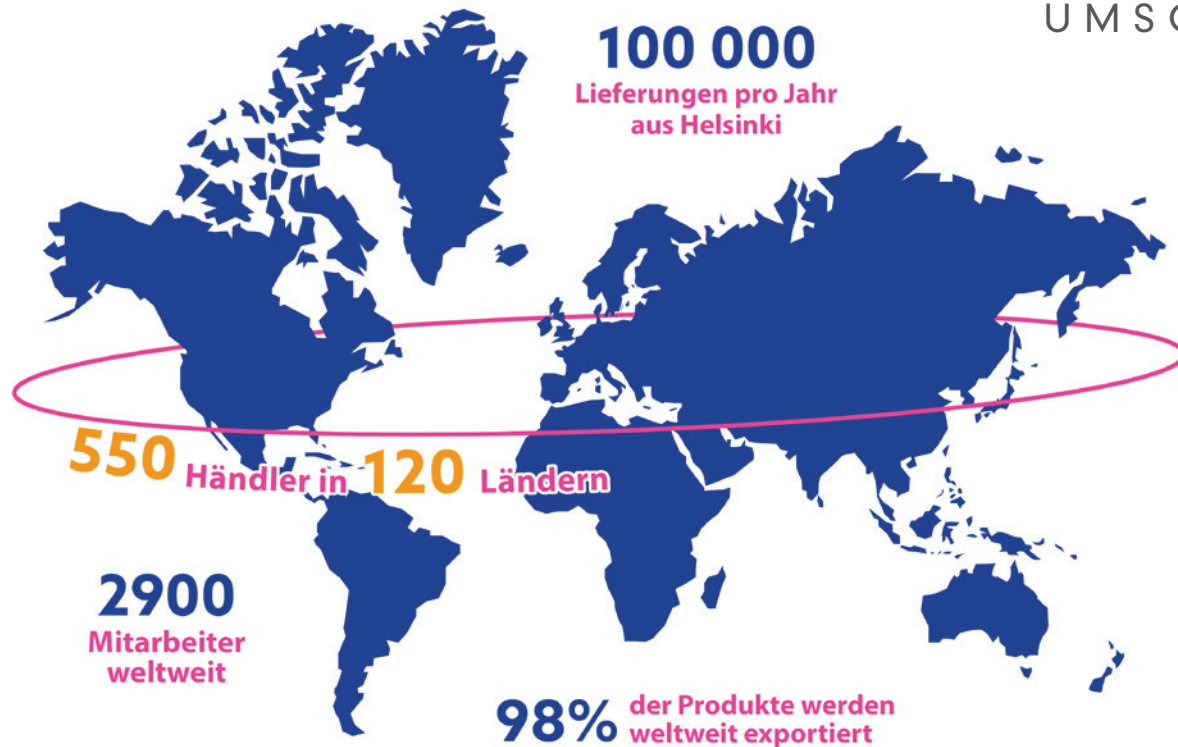 UMSC
100 000
Lieferungen pro Jahr
aus Helsinki
550 Händler in 120 Ländern
2900
Mitarbeiter
weltweit
98% der Produkte werden
weltweit exportiert